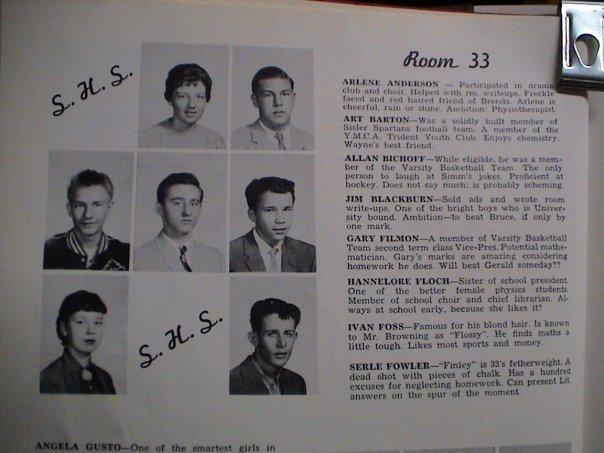 S. H. S.
Room 33
ARLENE ANDERSON — Participated in drama
club and choir. Helped with rm. writeups. Freckle
faced and red haired friend of Brenda. Arlene is
cheerful, rain or shine. Ambition: Physiotherapist
ART BARTON—Was a solidly built member of
Sisler Spartans football team. A member of the
Y.M.C.A. Trident Youth Club. Enjoys chemistry.
Wayne's best friend.
ALLAN BICHOFF—While eligible, he was a mem-
ber of the Varsity Basketball Team. The only
person to laugh at Simm's jokes. Proficient at
hockey. Does not say much; is probably scheming.
JIM BLACKBURN—Sold ads and wrote room
write-ups. One of the bright boys who is Univer-
sity bound. Ambition—to beat Bruce, if only by
one mark.
GARY FILMON—A member of Varsity Basketball
Team second term class Vice-Pres. Potential mathe-
matician. Gary's marks are amazing considering
homework he does. Will beat Gerald someday??
HANNELORE FLOCH—Sister of school president.
One of the better female physics students.
Member of school choir and chief librarian. Al-
ways at school early, because she likes it?
IVAN FOSS—Famous for his blond hair. Is known
to Mr. Browning as "Flossy". He finds maths a
little tough. Likes most sports and money.
SERLE FOWLER—"Finley" is 33's fetherweight. A
dead shot with pieces of chalk. Has a hundred
excuses for neglecting homework. Can present Lit
answers on the spur of the moment.
S. H. S.
ANGELA GUSTO—One of the smartest girls in